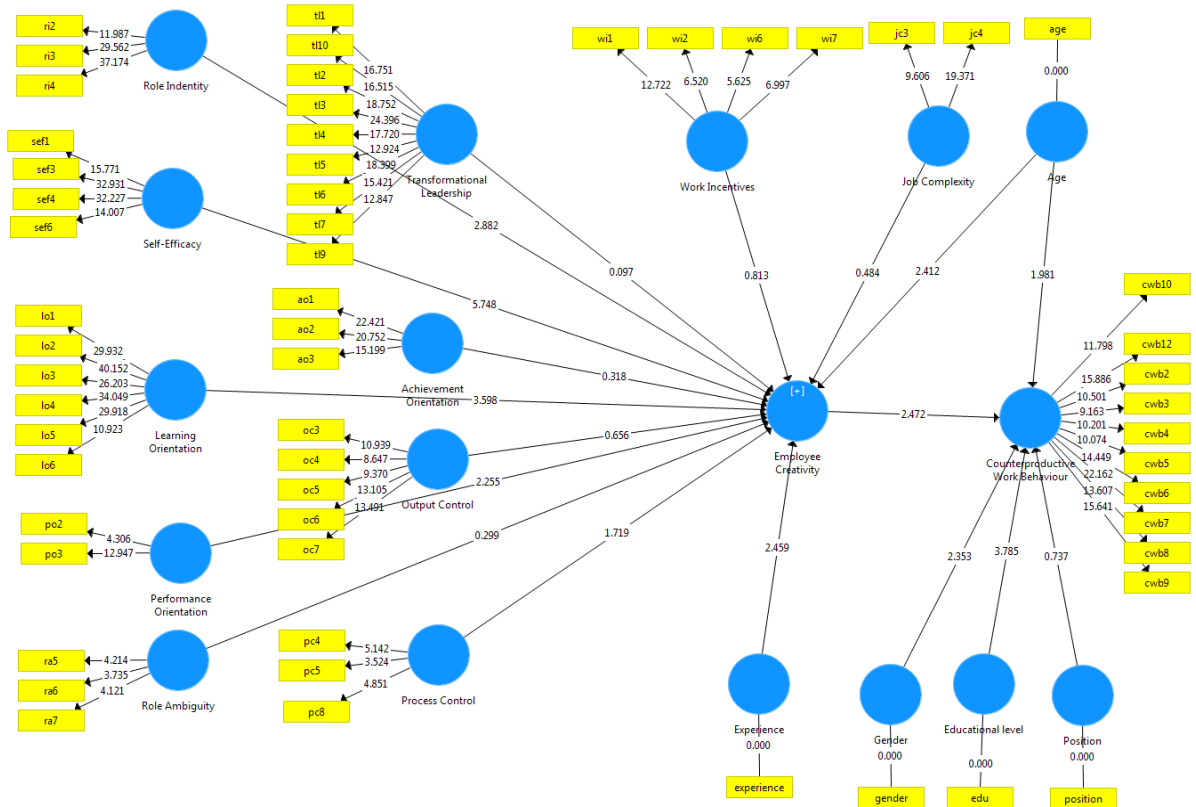 ri2
11.987
ri3
29.562
ri4
37.174
Role Indentity
sef1
15.771
sef3
32.931
sef4
32.227
sef6
14.007
Self-Efficacy
lo1
29.932
lo2
40.152
lo3
26.203
lo4
34.049
lo5
29.918
lo6
10.923
Learning
Orientation
po2
4.306
po3
12.947
Performance
Orientation
ra5
4.214
ra6
3.735
ra7
4.121
Role Ambiguity
tl1
16.751
tl10
16.515
tl2
18.752
tl3
24.396
tl4
17.720
tl5
12.924
tl6
18.399
tl7
15.421
tl9
12.847
Transformational
Leadership
ao1
22.421
ao2
20.752
ao3
15.199
Achievement
Orientation
oc3
10.939
oc4
8.647
oc5
9.370
oc6
13.105
oc7
13.491
Output Control
pc4
5.142
pc5
3.524
pc8
4.851
Process Control
wi1
12.722
wi2
6.520
wi6
5.625
wi7
6.997
Work Incentives
jc3
9.606
jc4
19.371
Job Complexity
age
0.000
Age
2.882
0.097
5.748
0.813
0.484
2.412
1.981
0.318
3.598
0.656
2.255
0.299
1.719
[+]
Employee
Creativity
2.472
2.459
Counterproductive
Work Behaviour
cwb10
11.798
cwb12
15.886
cwb2
10.501
cwb3
9.163
cwb4
10.201
cwb5
10.074
cwb6
14.449
cwb7
22.162
cwb8
13.607
cwb9
15.641
2.353
3.785
0.737
Experience
0.000
experience
Gender
0.000
gender
Educational level
0.000
edu
Position
0.000
position